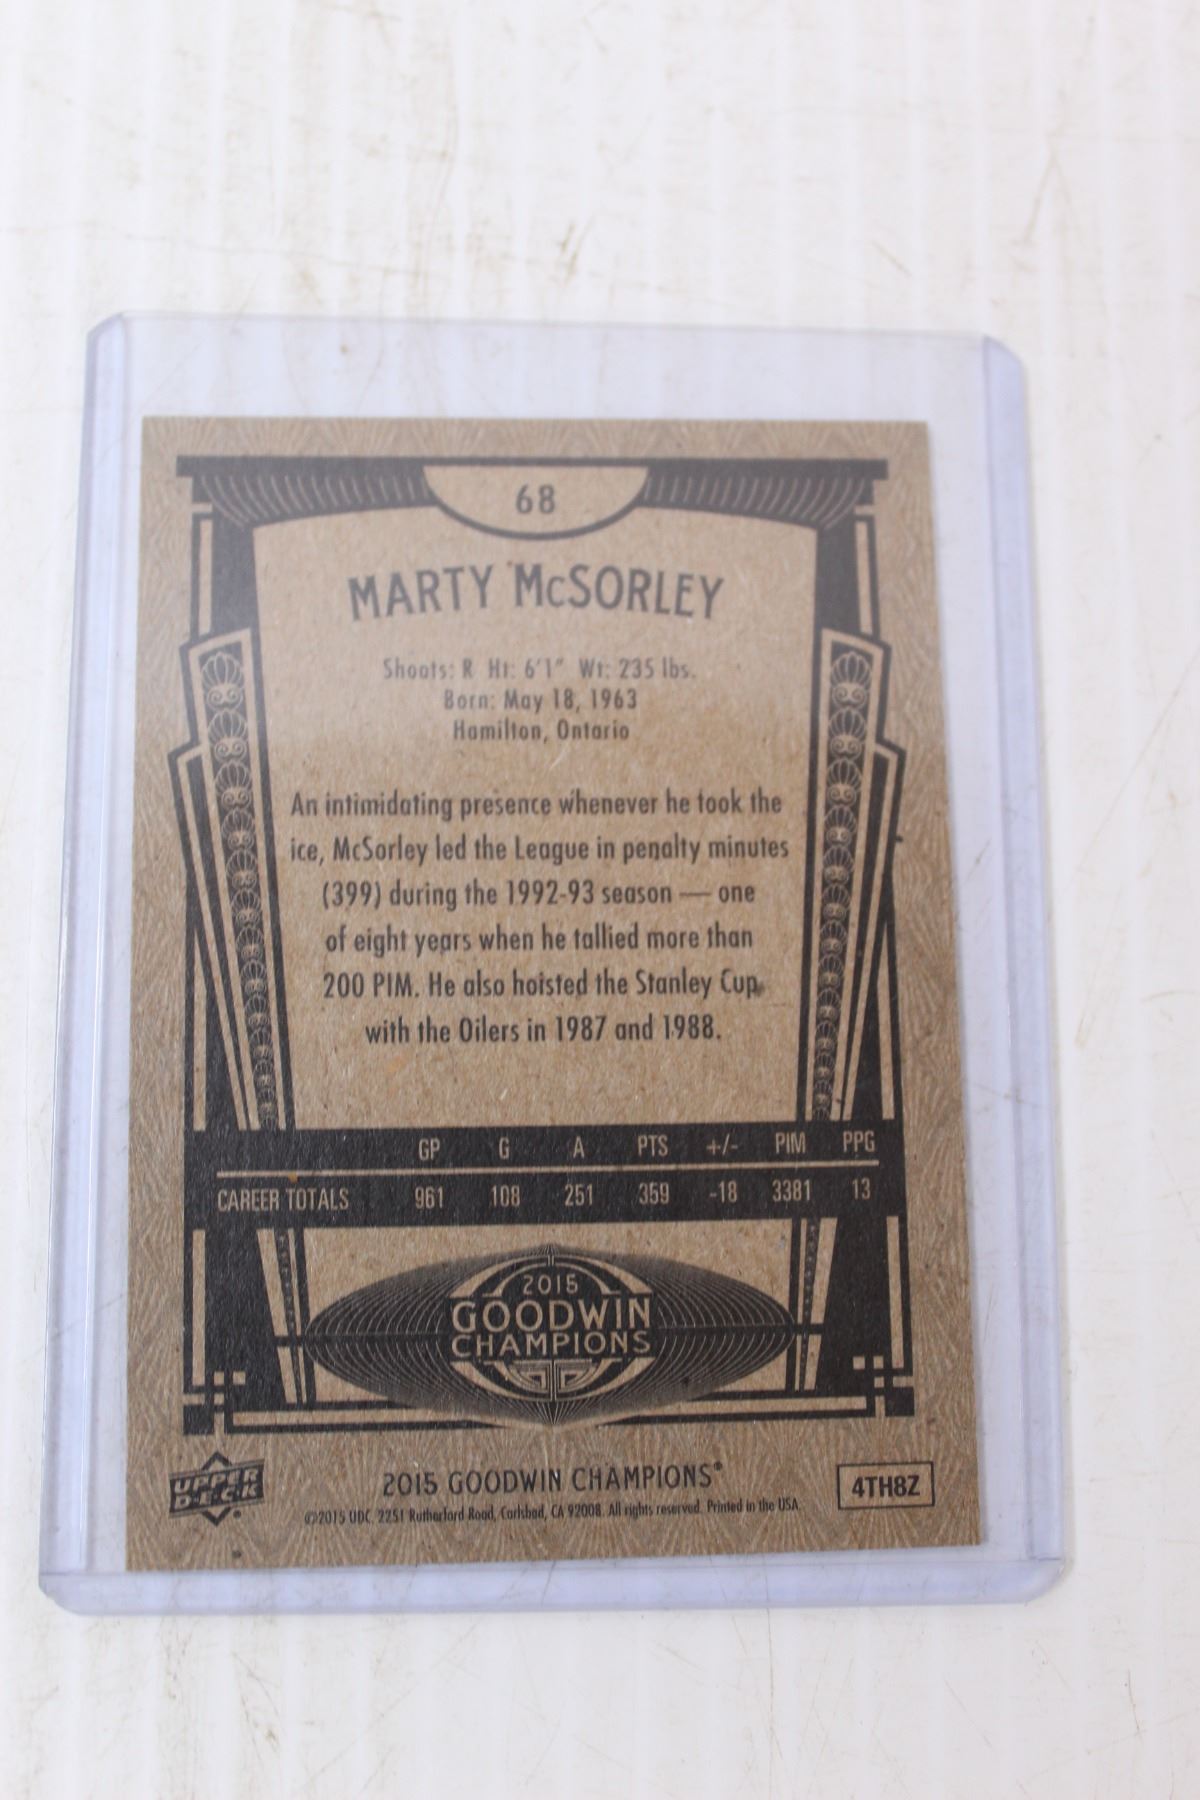 68
MARTY McSORLEY
Shoots: R Ht: 6'1" Wt: 235 lbs.
Born: May 18, 1963
Hamilton, Ontario
An intimidating presence whenever he took the
ice, McSorley led the League in penalty minutes
(399) during the 1992-93 season — one
of eight years when he tallied more than
200 PIM. He also hoisted the Stanley Cup
with the Oilers in 1987 and 1988.
GP G A PTS +/- PIM PPG
CAREER TOTALS 961 108 251 359 -18 3381 13
2015
GOODWIN
CHAMPIONS
UPPER
DECK
2015 GOODWIN CHAMPIONS®
©2015 UDC. 2251 Rutherford Road, Carlsbad, CA 92008. All rights reserved. Printed in the USA.
4TH8Z